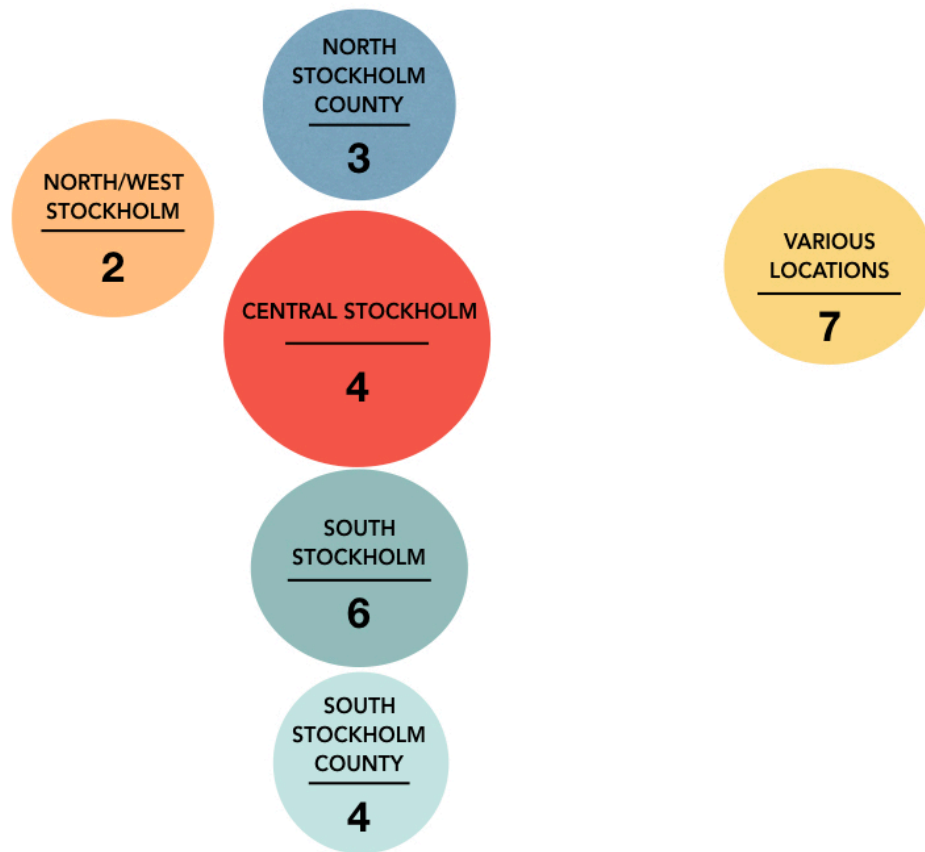 NORTH
STOCKHOLM
COUNTY
3
NORTH/WEST
STOCKHOLM
2
VARIOUS
LOCATIONS
7
CENTRAL STOCKHOLM
4
SOUTH
STOCKHOLM
6
SOUTH
STOCKHOLM
COUNTY
4